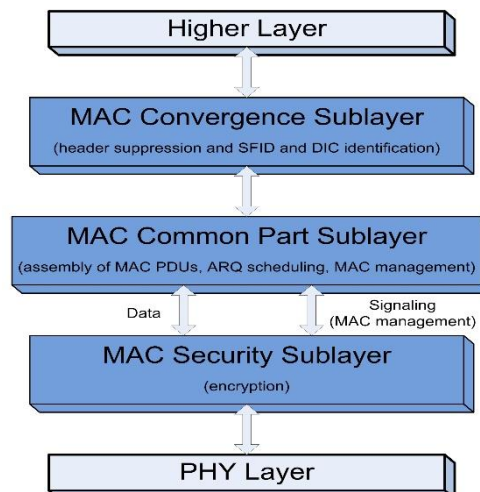 Higher Layer
MAC Convergence Sublayer
(header suppression and SFID and DIC identification)
MAC Common Part Sublayer
(assembly of MAC PDUs, ARQ scheduling, MAC management)
Data
Signaling
(MAC management)
MAC Security Sublayer
(encryption)
PHY Layer